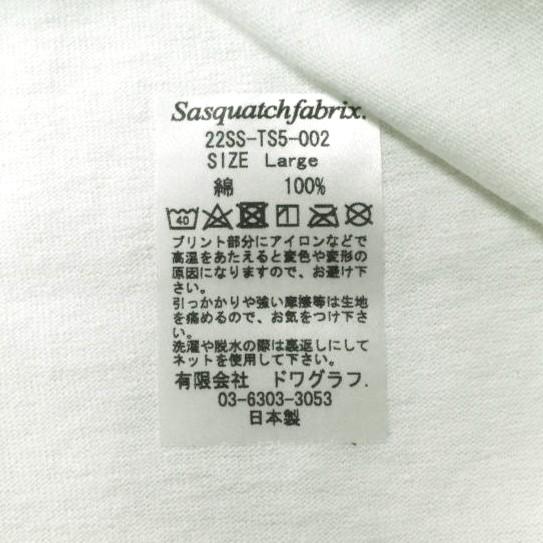 Sasquatchfabrix.
22SS-TS5-002
SIZE Large
綿 100%
40
プリント部分にアイロンなどで
高温をあたえると変色や変形の
原因になりますので、お避け下
さい。
引っかかりや強い摩擦等は生地
を痛めるので、お気をつけ下さ
い。
洗濯や脱水の際は裏返しにして
ネットを使用して下さい。
有限会社 ドワグラフ.
03-6303-3053
日本製